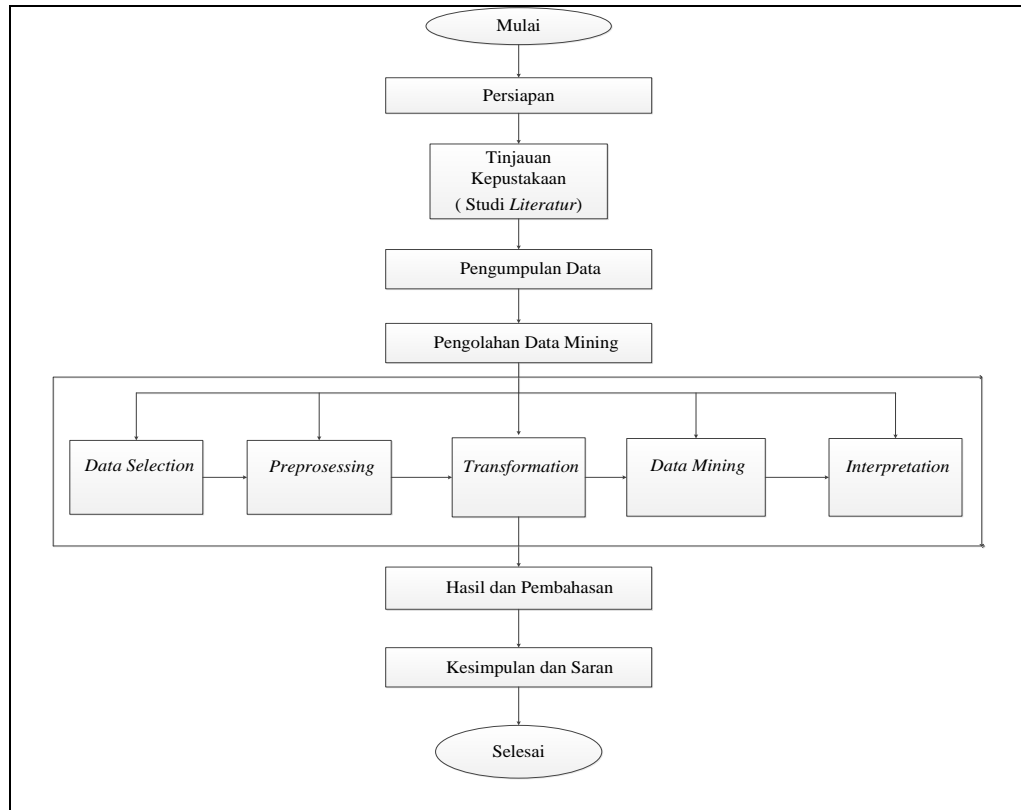 Mulai
Persiapan
Tinjauan
Kepustakaan
( Studi Literatur)
Pengumpulan Data
Pengolahan Data Mining
Data Selection
Preprosessing
Transformation
Data Mining
Interpretation
Hasil dan Pembahasan
Kesimpulan dan Saran
Selesai